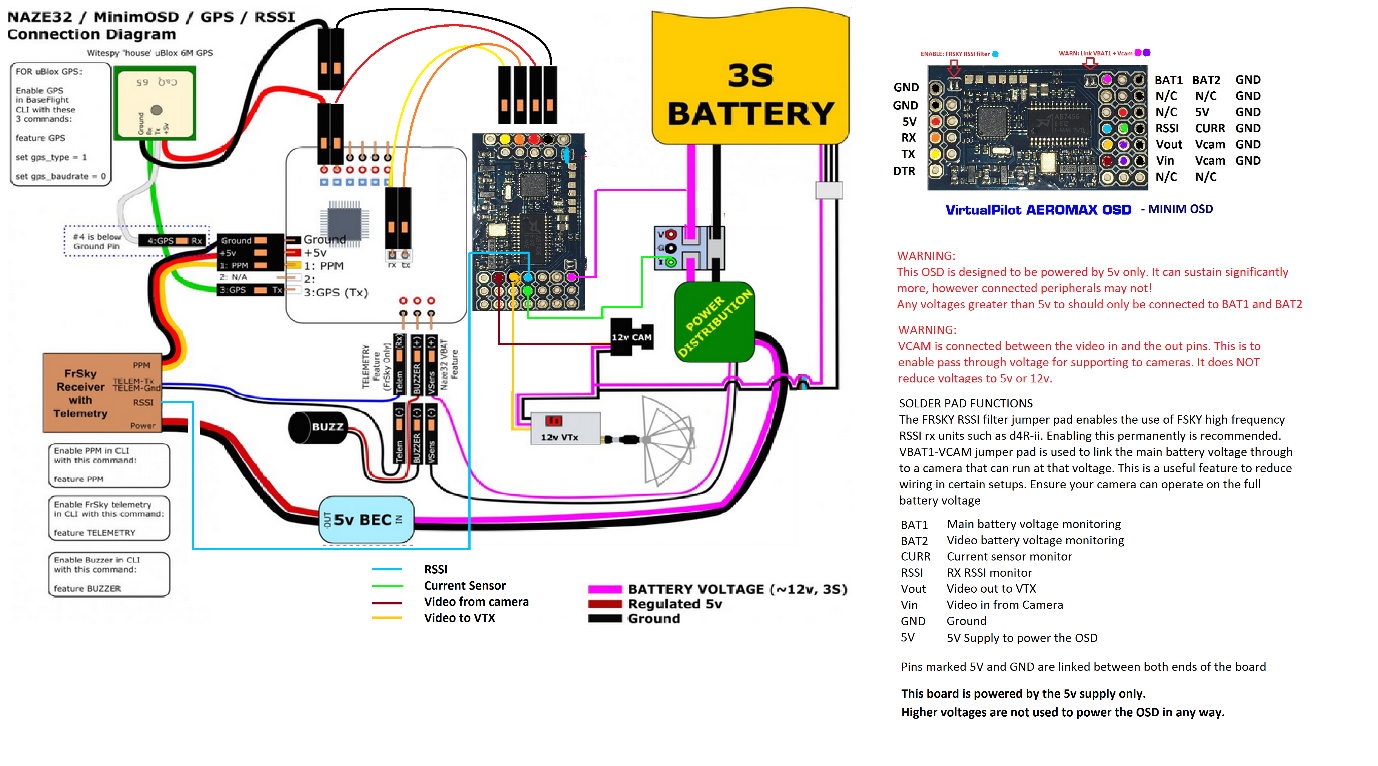 NAZE32 / MinimOSD / GPS / RSSI
Connection Diagram
Witespy 'house' uBlox 6M GPS
FOR uBlox GPS:
Enable GPS
in BaseFlight
CLI with these
3 commands:
feature GPS
set gps_type = 1
set gps_baudrate = 0
Ground
Rx
Tx
+5v
#4 is below
Ground Pin
4:GPS Rx
Ground
+5v
1: PPM
2: N/A
3:GPS Tx
Ground
+5v
1: PPM
2:
3:GPS (Tx)
rx tx
3S
BATTERY
V
G
I
POWER
DISTRIBUTION
12v CAM
12v VTx
TELEMETRY
Feature
(FrSky Only)
Telem (Rx)
BUZZER (+)
VSens (+)
Naze32 VBAT
Feature
Telem (-)
BUZZER (-)
VSens (-)
BUZZ
FrSky
Receiver
with
Telemetry
PPM
TELEM-Tx
TELEM-Gnd
RSSI
Power
Enable PPM in CLI
with this command:
feature PPM
Enable FrSky telemetry
in CLI with this command:
feature TELEMETRY
Enable Buzzer in CLI
with this command:
feature BUZZER
OUT 5v BEC IN
RSSI
Current Sensor
Video from camera
Video to VTX
BATTERY VOLTAGE (~12v, 3S)
Regulated 5v
Ground
ENABLE: FRSKY RSSI filter
WARN: Link VBAT1 + Vcam
GND
GND
5V
RX
TX
DTR
BAT1 BAT2 GND
N/C N/C GND
N/C 5V GND
RSSI CURR GND
Vout Vcam GND
Vin Vcam GND
N/C N/C
VirtualPilot AEROMAX OSD - MINIM OSD
WARNING:
This OSD is designed to be powered by 5v only. It can sustain significantly
more, however connected peripherals may not!
Any voltages greater than 5v to should only be connected to BAT1 and BAT2
WARNING:
VCAM is connected between the video in and the out pins. This is to
enable pass through voltage for supporting to cameras. It does NOT
reduce voltages to 5v or 12v.
SOLDER PAD FUNCTIONS
The FRSKY RSSI filter jumper pad enables the use of FSKY high frequency
RSSI rx units such as d4R-ii. Enabling this permanently is recommended.
VBAT1-VCAM jumper pad is used to link the main battery voltage through
to a camera that can run at that voltage. This is a useful feature to reduce
wiring in certain setups. Ensure your camera can operate on the full
battery voltage
BAT1 Main battery voltage monitoring
BAT2 Video battery voltage monitoring
CURR Current sensor monitor
RSSI RX RSSI monitor
Vout Video out to VTX
Vin Video in from Camera
GND Ground
5V 5V Supply to power the OSD
Pins marked 5V and GND are linked between both ends of the board
This board is powered by the 5v supply only.
Higher voltages are not used to power the OSD in any way.